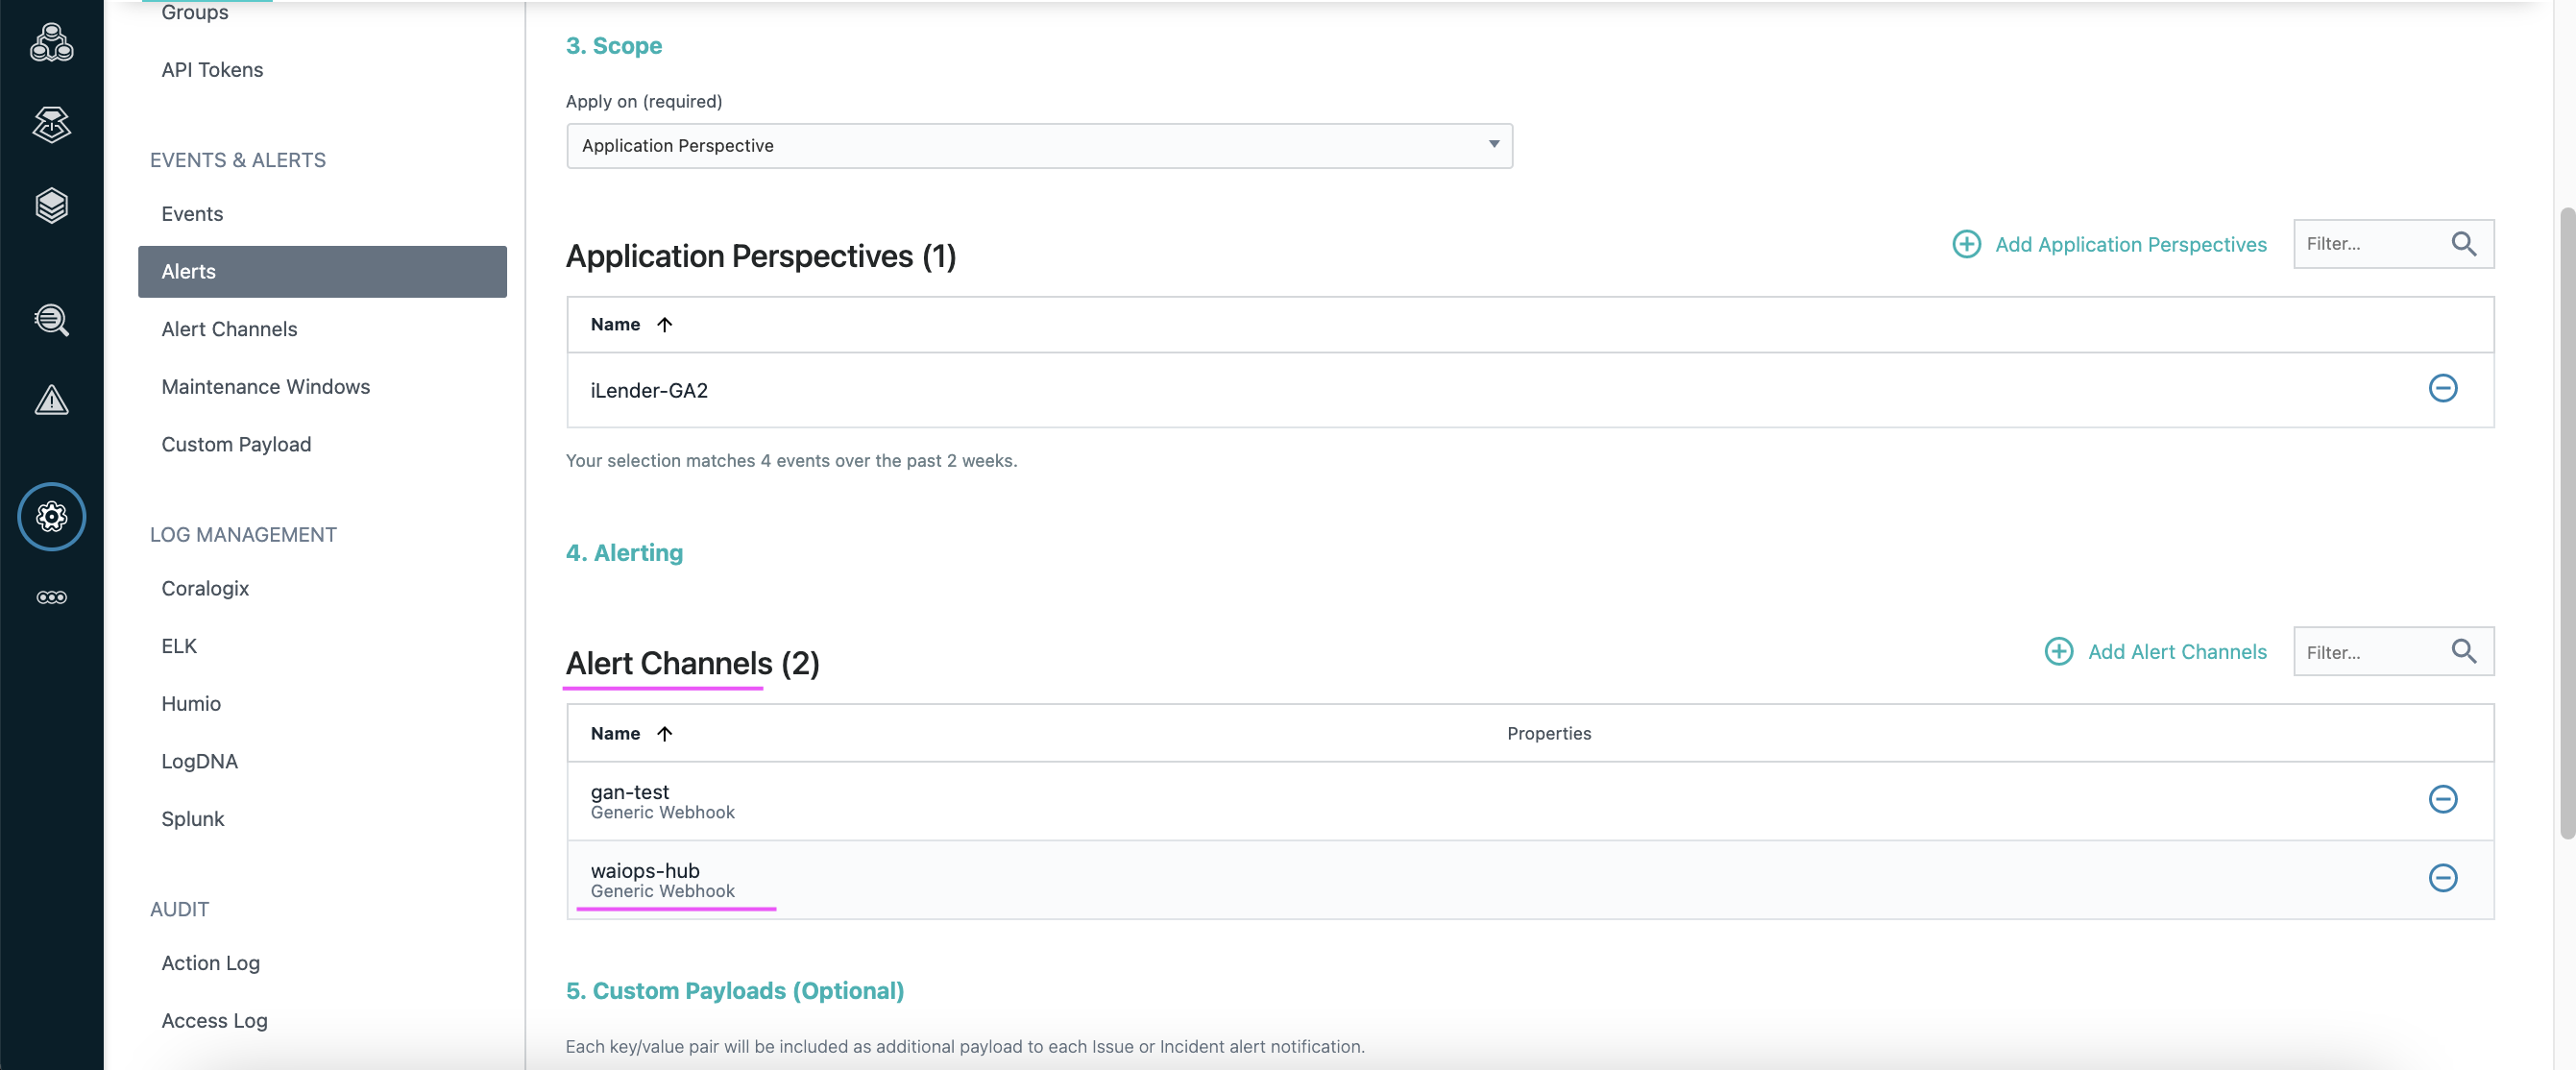 Groups
API Tokens
EVENTS & ALERTS
Events
Alerts
Alert Channels
Maintenance Windows
Custom Payload
LOG MANAGEMENT
Coralogix
ELK
Humio
LogDNA
Splunk
AUDIT
Action Log
Access Log
3. Scope
Apply on (required)
Application Perspective
Application Perspectives (1)
Add Application Perspectives
Filter...
Name
iLender-GA2
Your selection matches 4 events over the past 2 weeks.
4. Alerting
Alert Channels (2)
Add Alert Channels
Filter...
Name Properties
gan-test
Generic Webhook
waiops-hub
Generic Webhook
5. Custom Payloads (Optional)
Each key/value pair will be included as additional payload to each Issue or Incident alert notification.